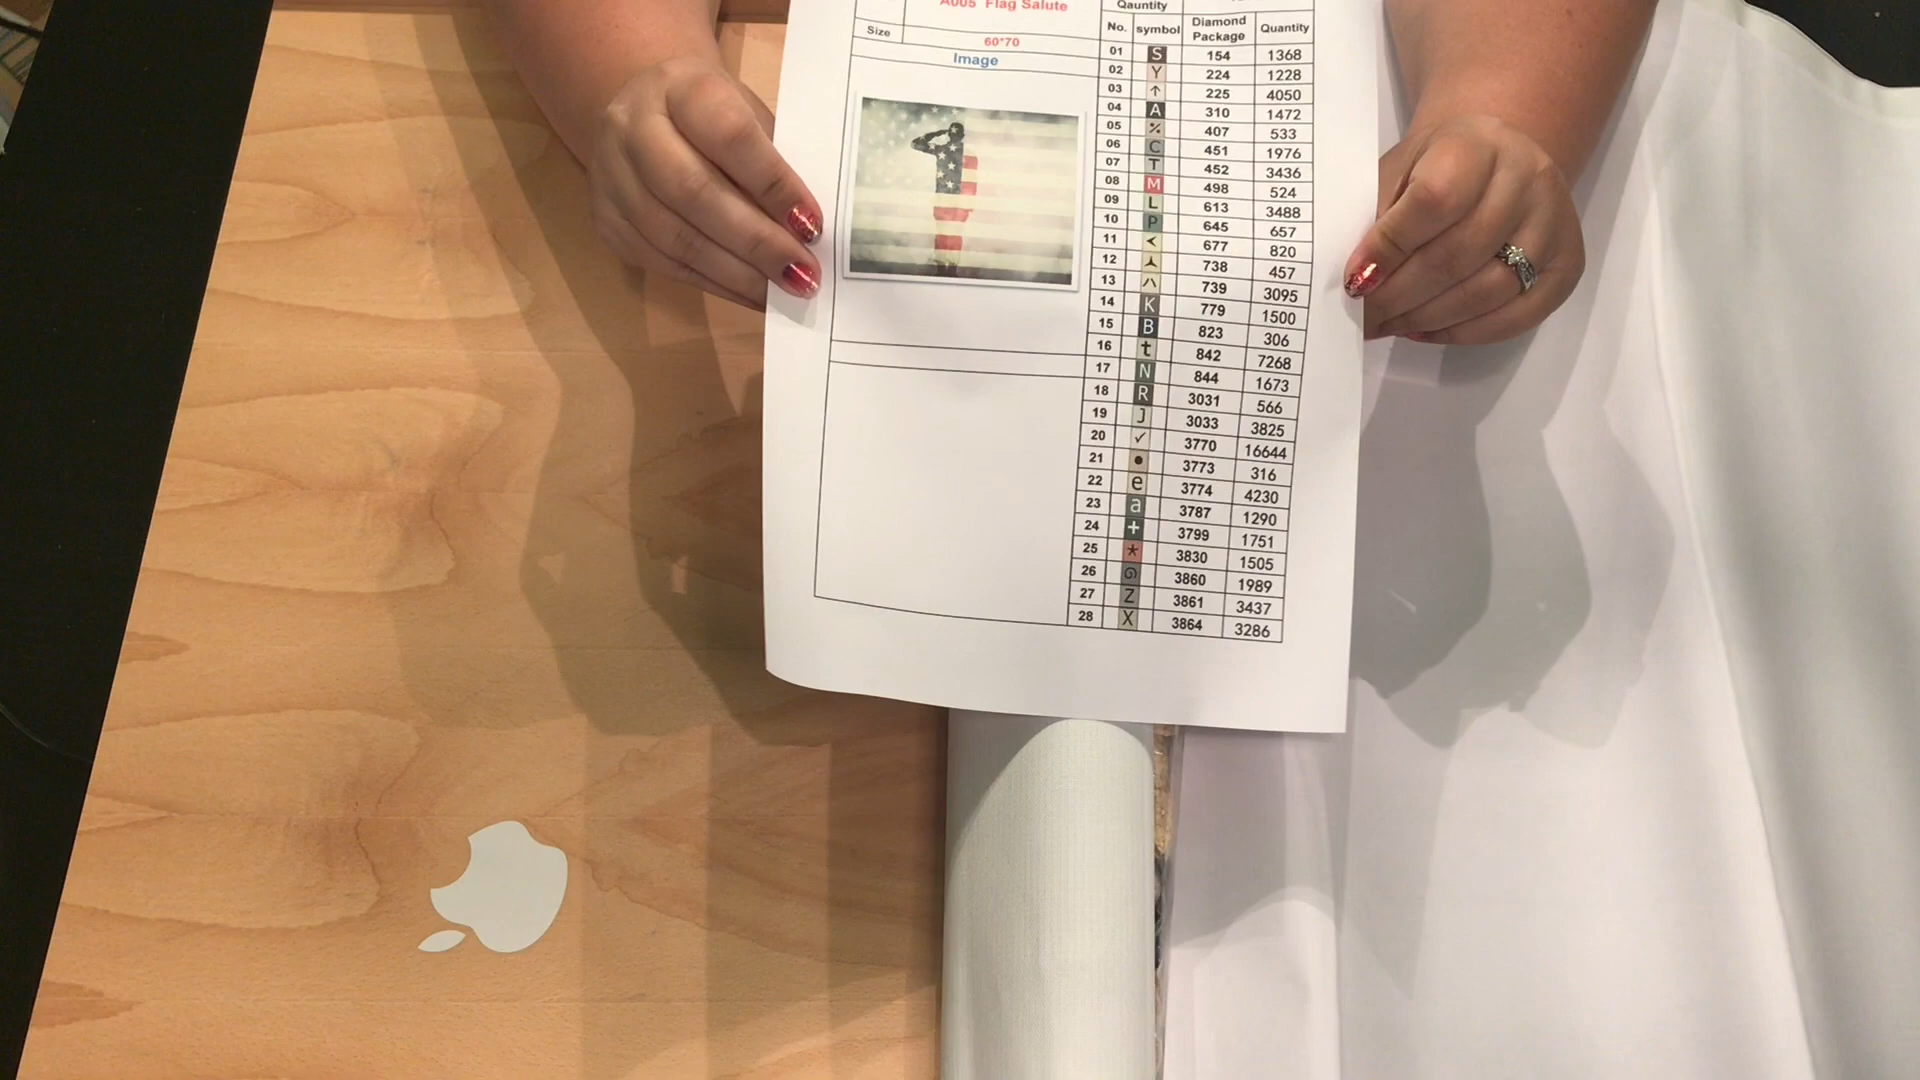 A005 Flag Salute
Size
60*70
Image
Qauntity
No. symbol Diamond Package Quantity
01 S 154 1368
02 Y 224 1228
03 ↑ 225 4050
04 A 310 1472
05 % 407 533
06 C 451 1976
07 T 452 3436
08 M 498 524
09 L 613 3488
10 P 645 657
11 677 820
12 738 457
13 739 3095
14 K 779 1500
15 B 823 306
16 t 842 7268
17 N 844 1673
18 R 3031 566
19 J 3033 3825
20 ✓ 3770 16644
21 ● 3773 316
22 e 3774 4230
23 a 3787 1290
24 + 3799 1751
25 * 3830 1505
26 3860 1989
27 Z 3861 3437
28 X 3864 3286